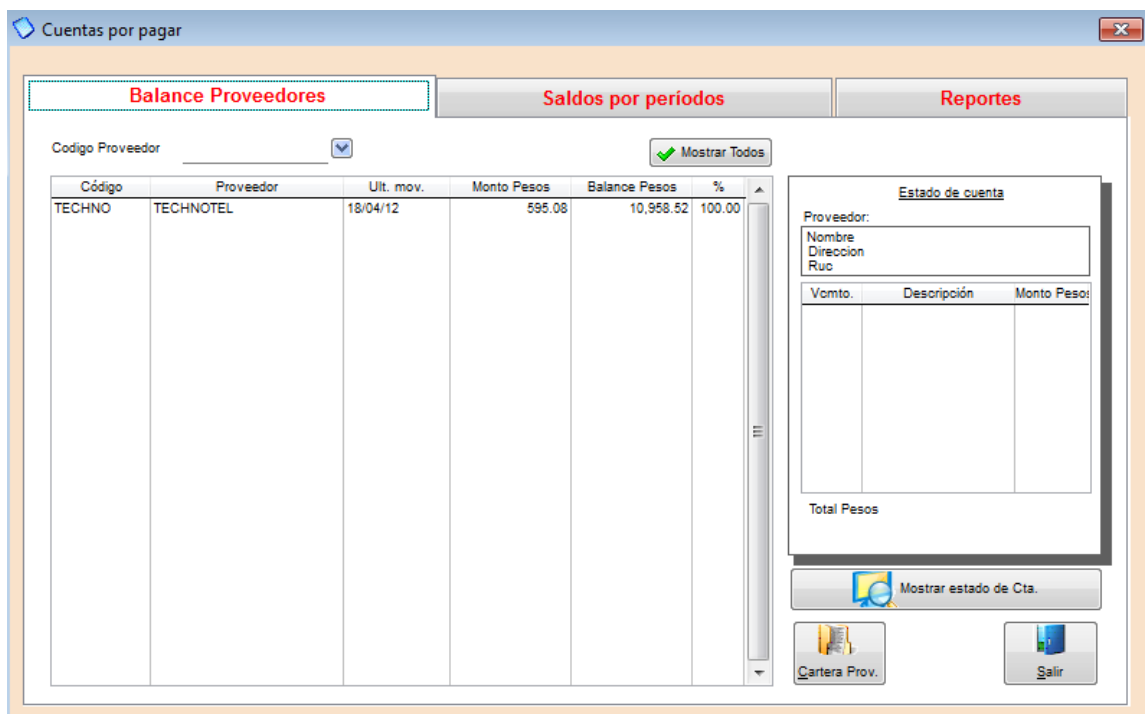 Cuentas por pagar
Balance Proveedores Saldos por períodos Reportes
Codigo Proveedor Mostrar Todos
Código Proveedor Ult. mov. Monto Pesos Balance Pesos %
TECHNO TECHNOTEL 18/04/12 595.08 10,958.52 100.00
Estado de cuenta
Proveedor:
Nombre
Direccion
Ruc
Vcmto. Descripción Monto Pesos
Total Pesos
Mostrar estado de Cta.
Cartera Prov. Salir